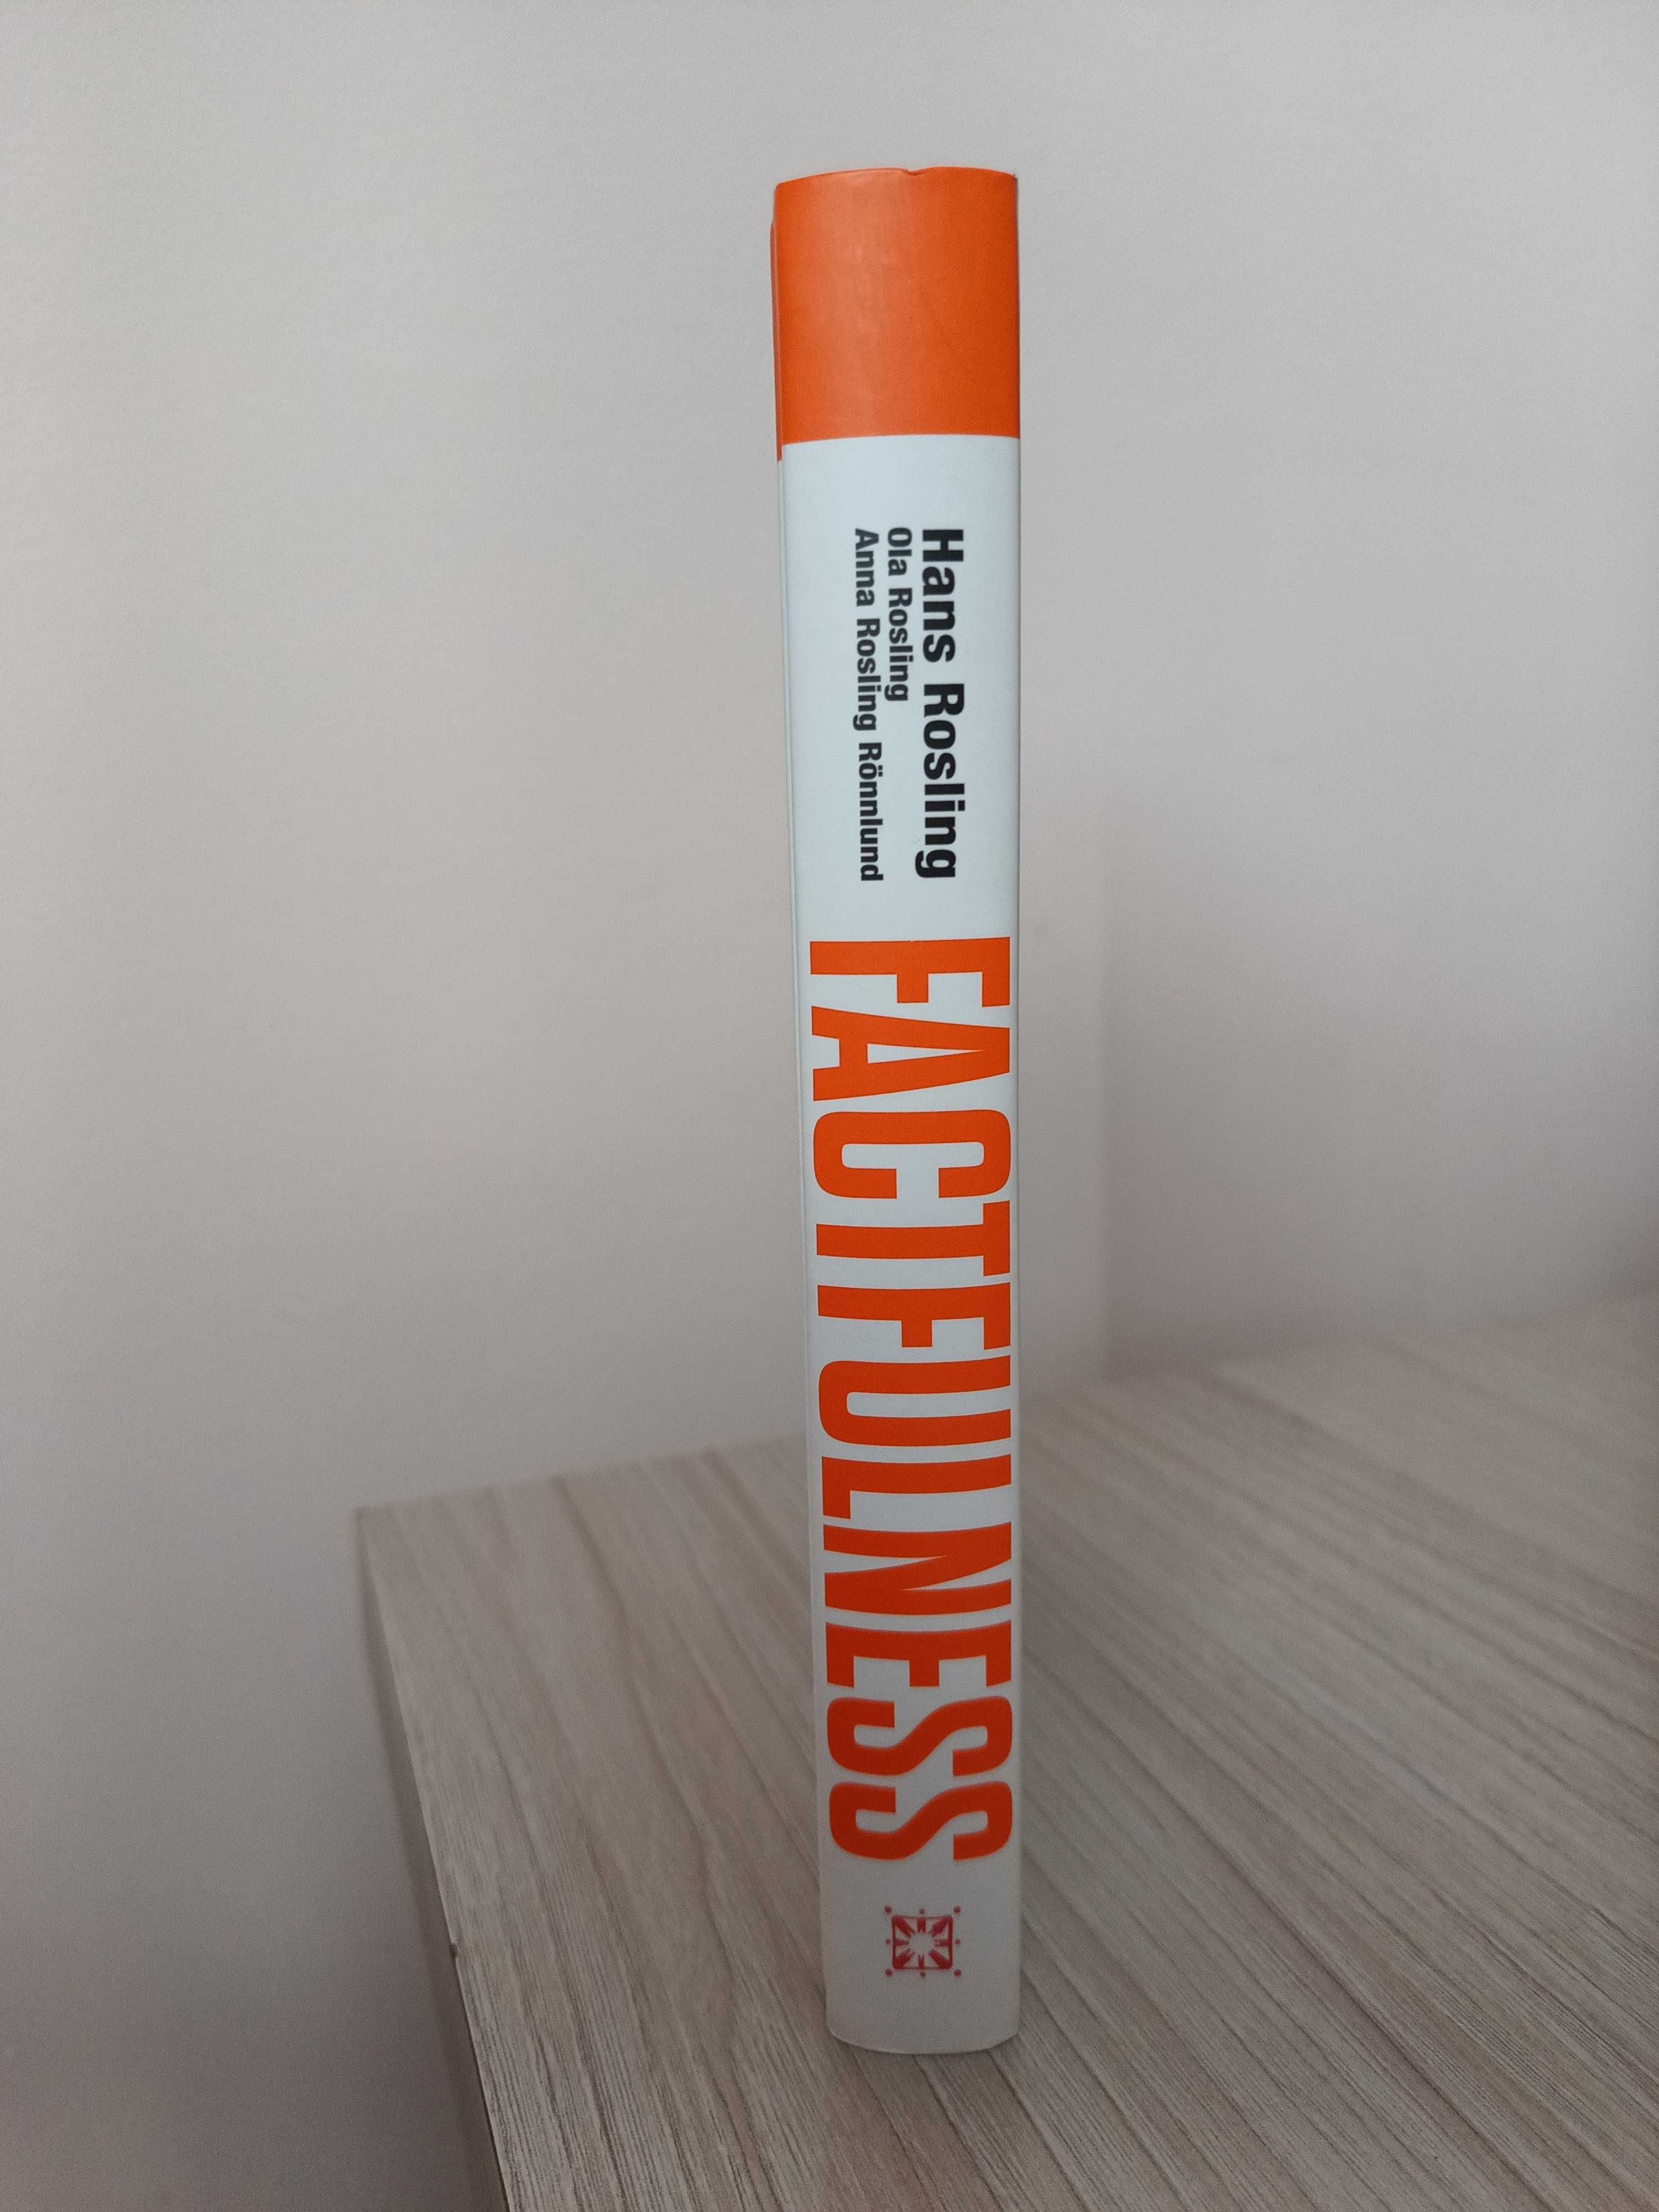 Hans Rosling
Ola Rosling
Anna Rosling Rönnlund
FACTFULNESS